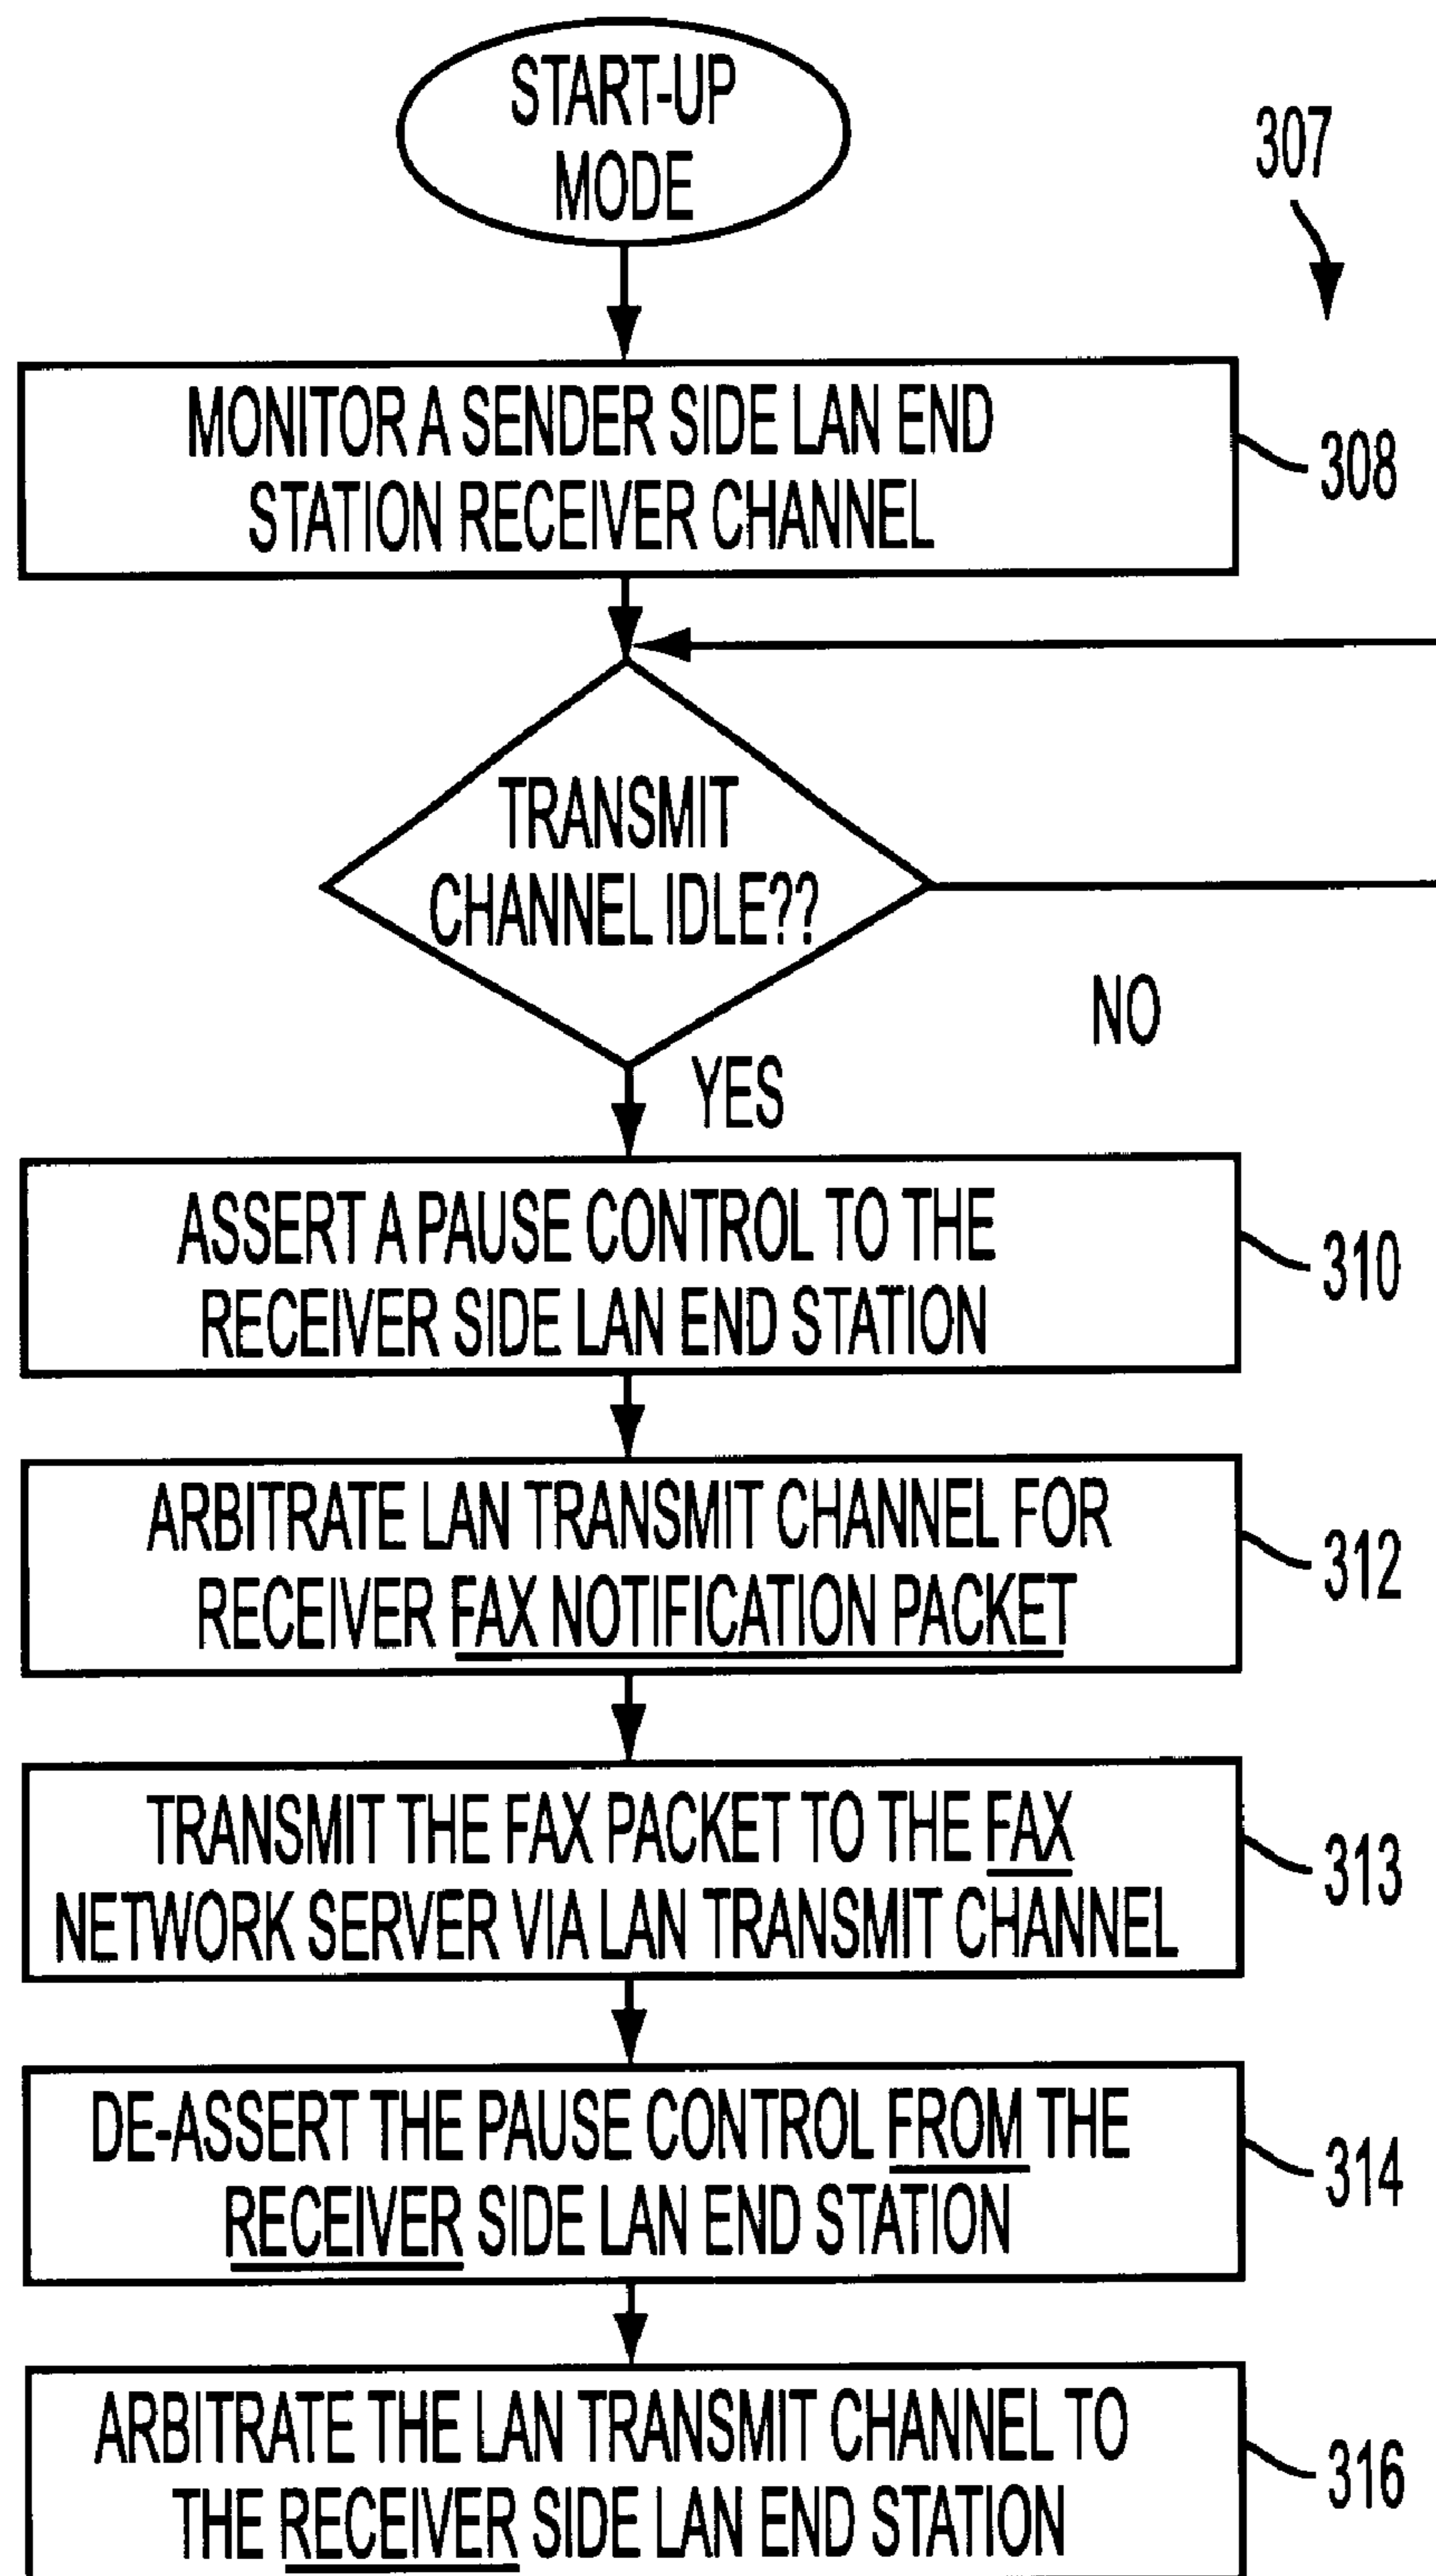 START-UP
MODE
307
MONITOR A SENDER SIDE LAN END
STATION RECEIVER CHANNEL
308
TRANSMIT
CHANNEL IDLE??
NO
YES
ASSERT A PAUSE CONTROL TO THE
RECEIVER SIDE LAN END STATION
310
ARBITRATE LAN TRANSMIT CHANNEL FOR
RECEIVER FAX NOTIFICATION PACKET
312
TRANSMIT THE FAX PACKET TO THE FAX
NETWORK SERVER VIA LAN TRANSMIT CHANNEL
313
DE-ASSERT THE PAUSE CONTROL FROM THE
RECEIVER SIDE LAN END STATION
314
ARBITRATE THE LAN TRANSMIT CHANNEL TO
THE RECEIVER SIDE LAN END STATION
316